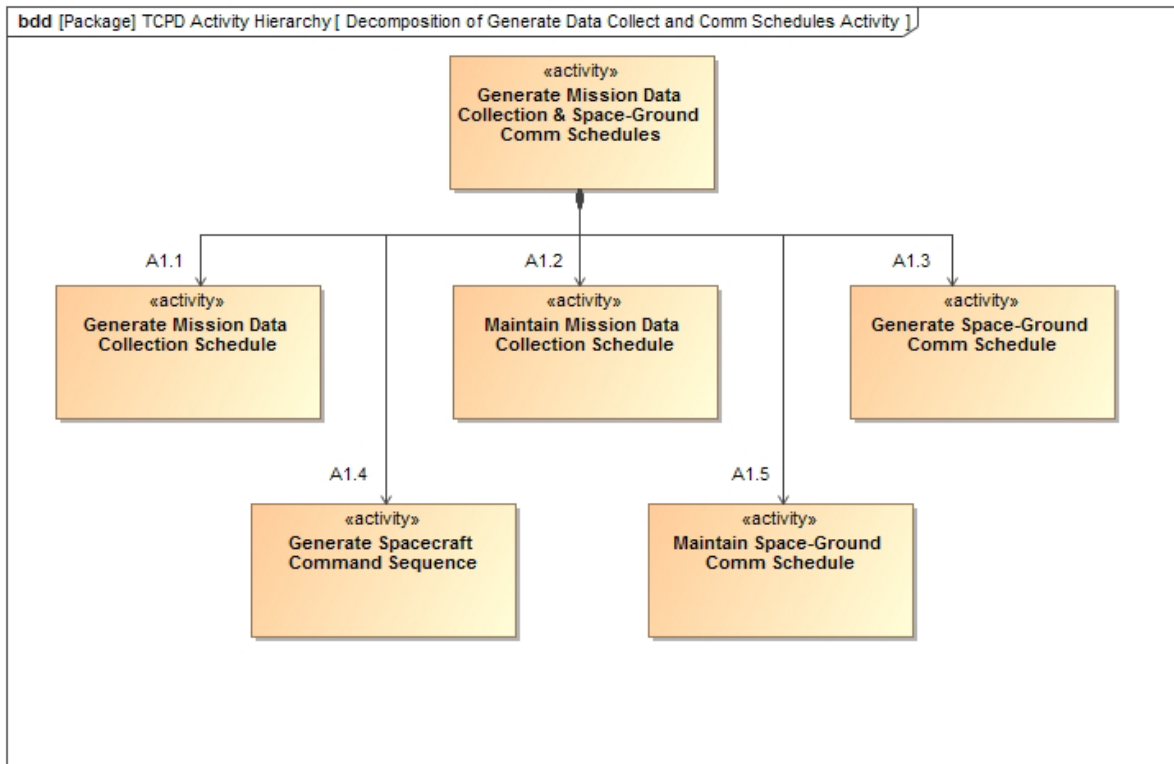 bdd [Package] TCPD Activity Hierarchy [ Decomposition of Generate Data Collect and Comm Schedules Activity ]
«activity»
Generate Mission Data
Collection & Space-Ground
Comm Schedules
A1.1
A1.2
A1.3
«activity»
Generate Mission Data
Collection Schedule
«activity»
Maintain Mission Data
Collection Schedule
«activity»
Generate Space-Ground
Comm Schedule
A1.4
A1.5
«activity»
Generate Spacecraft
Command Sequence
«activity»
Maintain Space-Ground
Comm Schedule